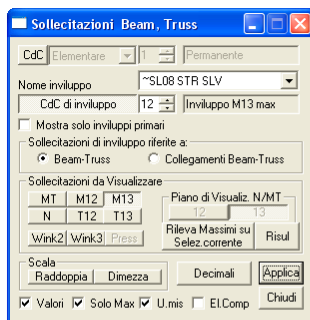 Sollecitazioni Beam, Truss
CdC Elementare 1 Permanente
Nome inviluppo ~SL08 STR SLV
CdC di inviluppo 12 Inviluppo M13 max
Mostra solo inviluppi primari
Sollecitazioni di inviluppo riferite a:
Beam-Truss Collegamenti Beam-Truss
Sollecitazioni da Visualizzare
MT M12 M13
Piano di Visualiz. N/MT
N T12 T13
12 13
Wink2 Wink3 Press
Rileva Massimi su
Selez.corrente
Risul
Scala
Raddoppia Dimezza
Decimali
Applica
Valori Solo Max U.mis El.Comp
Chiudi